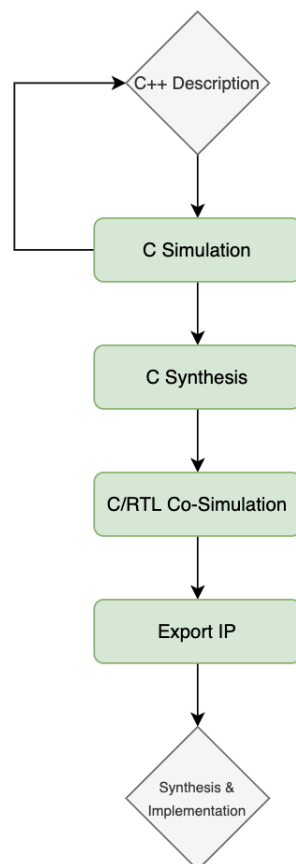 C++ Description
C Simulation
C Synthesis
C/RTL Co-Simulation
Export IP
Synthesis &
Implementation